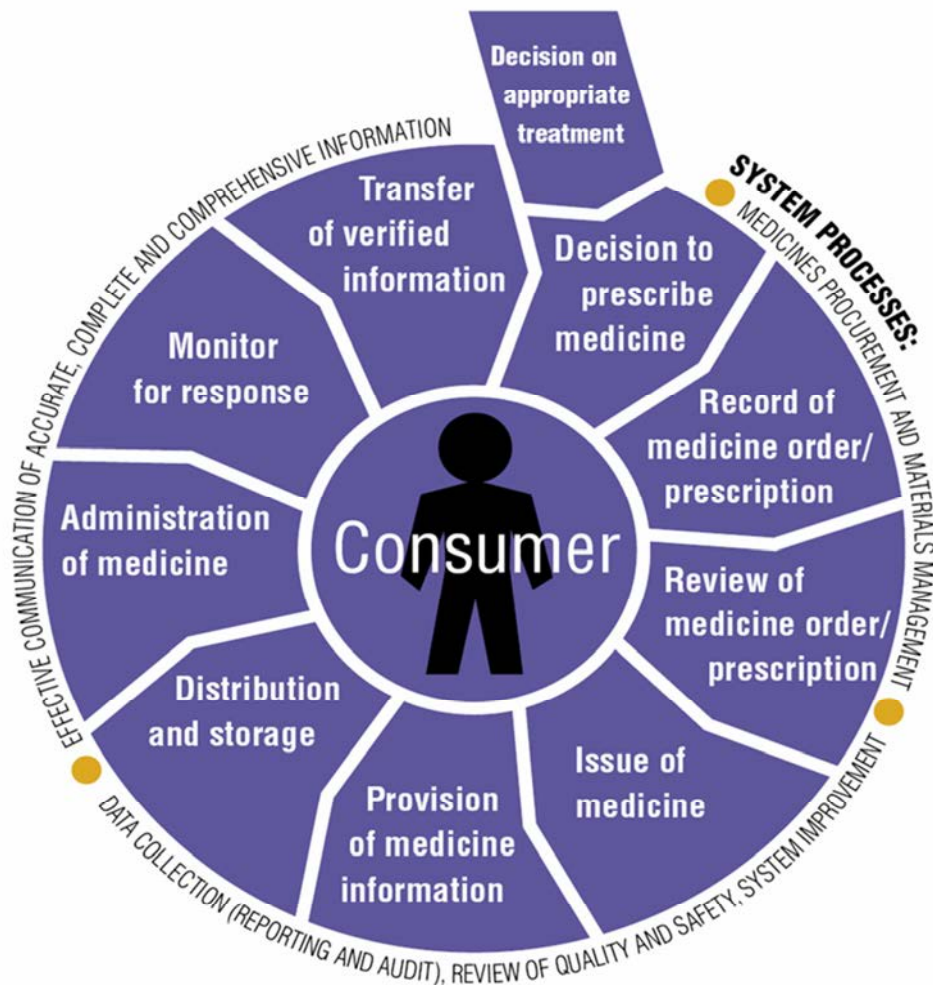 Decision on
appropriate
treatment
SYSTEM PROCESSES:
MEDICINES PROCUREMENT AND MATERIALS MANAGEMENT
DATA COLLECTION (REPORTING AND AUDIT), REVIEW OF QUALITY AND SAFETY, SYSTEM IMPROVEMENT
EFFECTIVE COMMUNICATION OF ACCURATE, COMPLETE AND COMPREHENSIVE INFORMATION
Decision to
prescribe
medicine
Record of
medicine order/
prescription
Review of
medicine order/
prescription
Issue of
medicine
Provision
of medicine
information
Distribution
and storage
Administration
of medicine
Monitor
for response
Transfer
of verified
information
Consumer